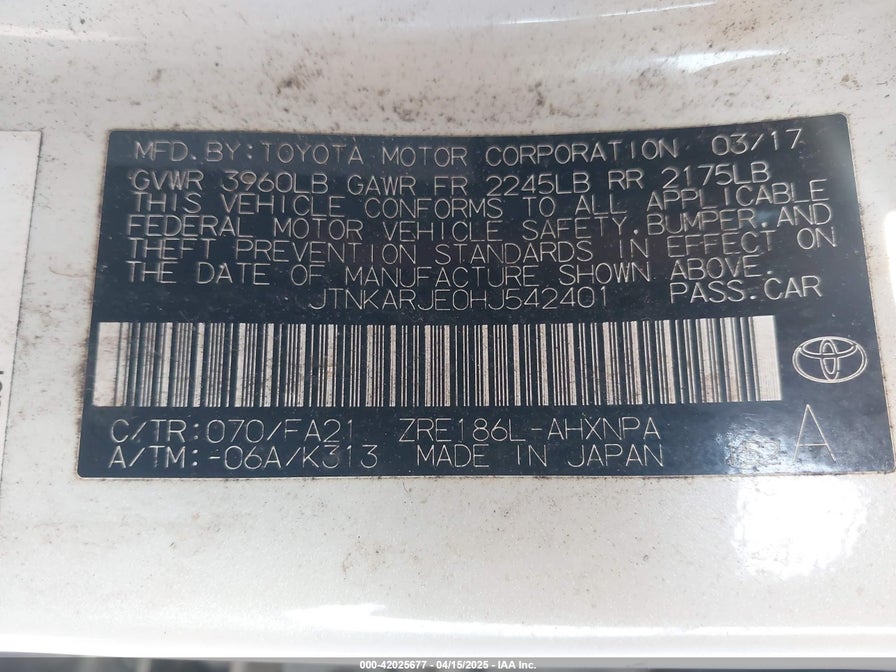 MFD.BY:TOYOTA MOTOR CORPORATION 03/17
GVWR 3960LB GAWR FR 2245LB RR 2175LB
THIS VEHICLE CONFORMS TO ALL APPLICABLE
FEDERAL MOTOR VEHICLE SAFETY,BUMPER,AND
THEFT PREVENTION STANDARDS IN EFFECT ON
THE DATE OF MANUFACTURE SHOWN ABOVE.
JTNKARJE0HJ542401 PASS.CAR
C/TR:070/FA21 ZRE186L-AHXNPA
A/TM:-06A/K313 MADE IN JAPAN A
000-42025677 - 04/15/2025 - IAA Inc.